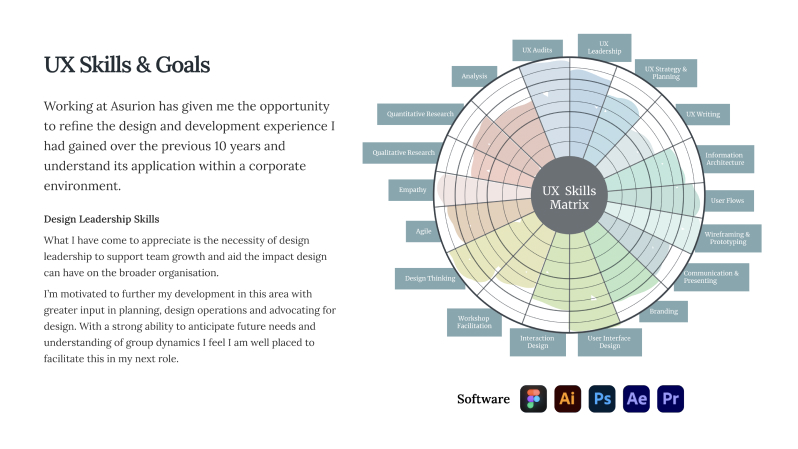 UX Skills & Goals
Working at Asurion has given me the opportunity
to refine the design and development experience I
had gained over the previous 10 years and
understand its application within a corporate
environment.
Design Leadership Skills
What I have come to appreciate is the necessity of design
leadership to support team growth and aid the impact design
can have on the broader organisation.
I'm motivated to further my development in this area with
greater input in planning, design operations and advocating for
design. With a strong ability to anticipate future needs and
understanding of group dynamics I feel I am well placed to
facilitate this in my next role.
UX Audits
UX
Leadership
UX Strategy &
Planning
UX Writing
Information
Architecture
User Flows
Wireframing &
Prototyping
Communication &
Presenting
Branding
User Interface
Design
Interaction
Design
Workshop
Facilitation
Design Thinking
Agile
Empathy
Qualitative Research
Quantitative Research
Analysis
UX Skills
Matrix
Software
Ai
Ps
Ae
Pr